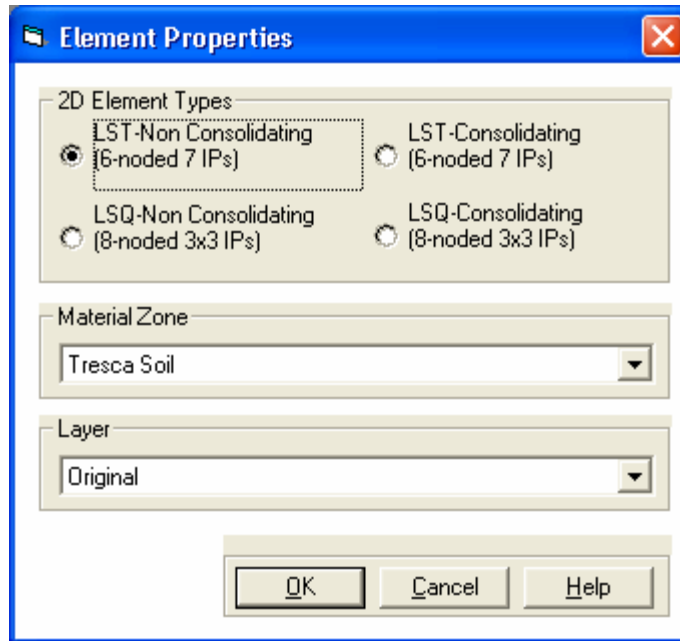 Element Properties
2D Element Types
LST-Non Consolidating
(6-noded 7 IPs)
LST-Consolidating
(6-noded 7 IPs)
LSQ-Non Consolidating
(8-noded 3x3 IPs)
LSQ-Consolidating
(8-noded 3x3 IPs)
Material Zone
Tresca Soil
Layer
Original
OK
Cancel
Help